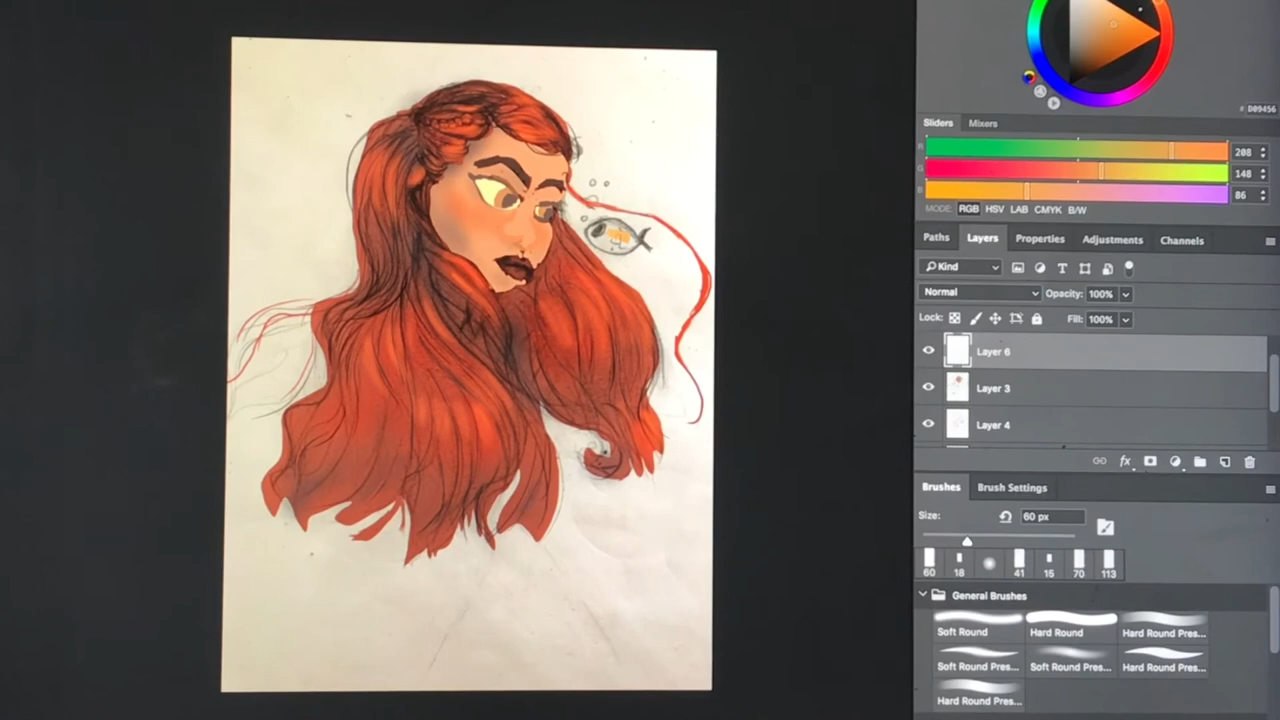 # D09456
Sliders Mixers
R 208
G 148
B 86
MODE: RGB HSV LAB CMYK B/W
Paths Layers Properties Adjustments Channels
Kind
Normal Opacity: 100%
Lock: Fill: 100%
Layer 6
Layer 3
Layer 4
fx
Brushes Brush Settings
Size: 60 px
60 18 41 15 70 113
General Brushes
Soft Round Hard Round Hard Round Pres...
Soft Round Pres... Soft Round Pres... Hard Round Pres...
Hard Round Pres...